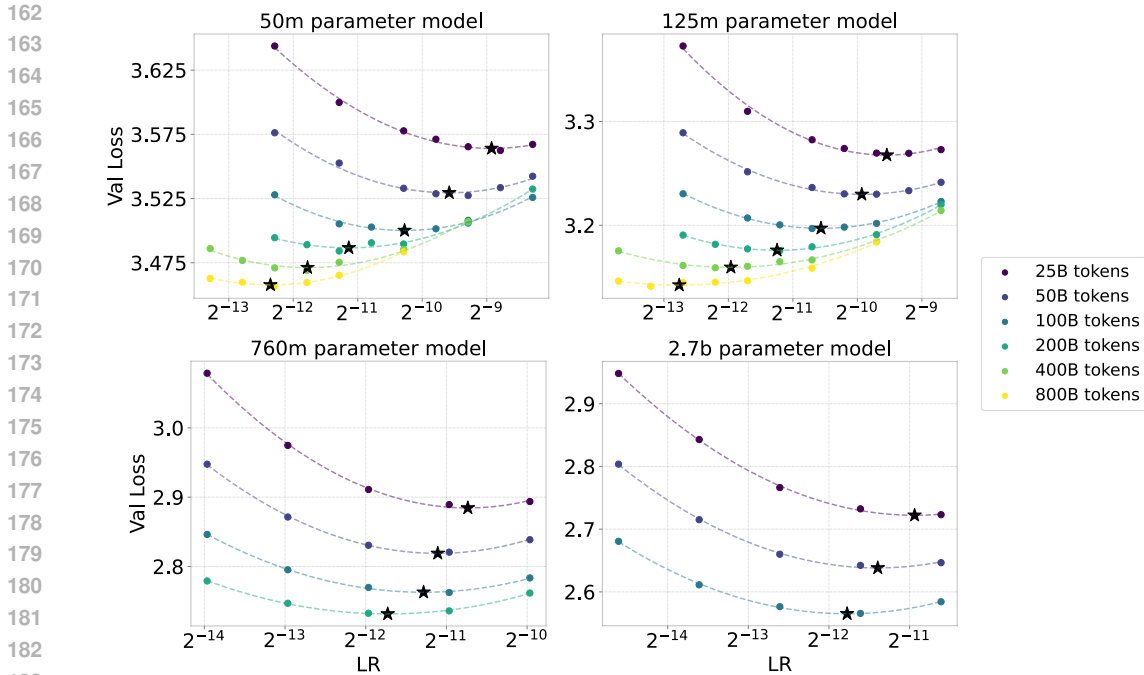 162
163
164
165
166
167
168
169
170
171
172
173
174
175
176
177
178
179
180
181
182
50m parameter model
3.625
3.575
3.525
3.475
Val Loss
2^{-13} 2^{-12} 2^{-11} 2^{-10} 2^{-9}
125m parameter model
3.3
3.2
2^{-13} 2^{-12} 2^{-11} 2^{-10} 2^{-9}
25B tokens
50B tokens
100B tokens
200B tokens
400B tokens
800B tokens
760m parameter model
3.0
2.9
2.8
Val Loss
2^{-14} 2^{-13} 2^{-12} 2^{-11} 2^{-10}
LR
2.7b parameter model
2.9
2.8
2.7
2.6
2^{-14} 2^{-13} 2^{-12} 2^{-11}
LR